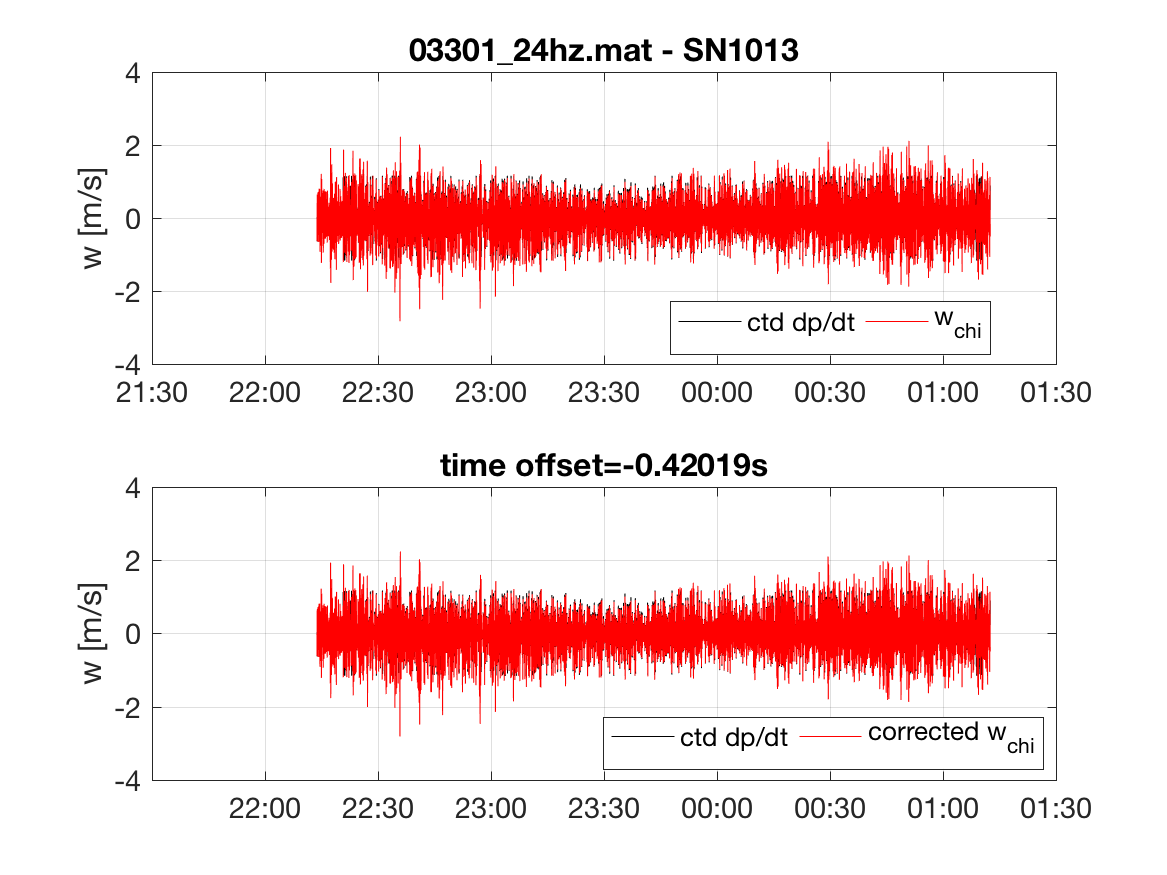 03301_24hz.mat - SN1013
4
2
0
-2
-4
w [m/s]
ctd dp/dt w_chi
21:30 22:00 22:30 23:00 23:30 00:00 00:30 01:00 01:30
time offset=-0.42019s
4
2
0
-2
-4
w [m/s]
ctd dp/dt corrected w_chi
22:00 22:30 23:00 23:30 00:00 00:30 01:00 01:30